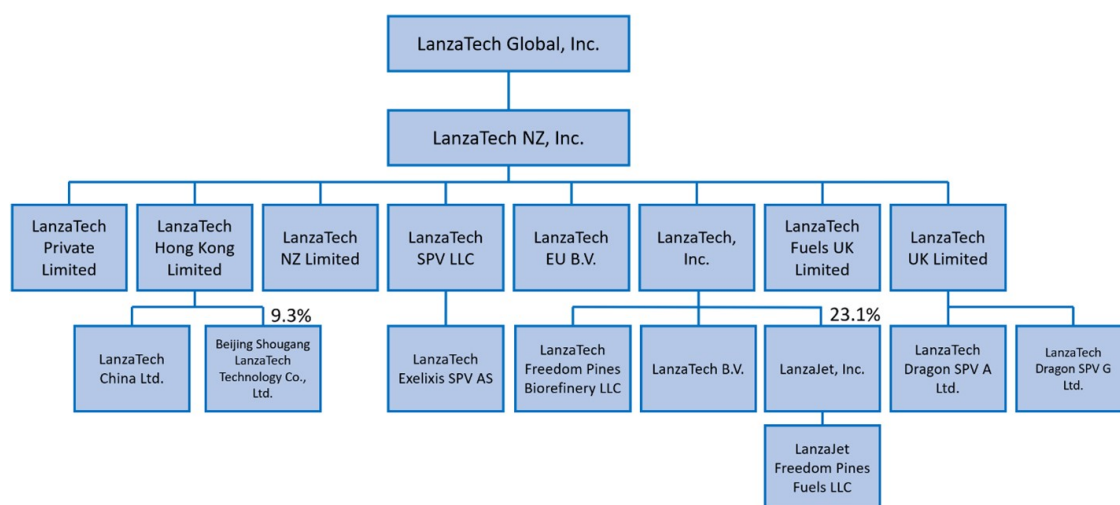 LanzaTech Global, Inc.
LanzaTech NZ, Inc.
LanzaTech
Private
Limited
LanzaTech
Hong Kong
Limited
LanzaTech
NZ Limited
LanzaTech
SPV LLC
LanzaTech
EU B.V.
LanzaTech,
Inc.
LanzaTech
Fuels UK
Limited
LanzaTech
UK Limited
9.3%
23.1%
LanzaTech
China Ltd.
Beijing Shougang
LanzaTech
Technology Co.,
Ltd.
LanzaTech
Exelixis SPV AS
LanzaTech
Freedom Pines
Biorefinery LLC
LanzaTech B.V.
LanzaJet, Inc.
LanzaTech
Dragon SPV A
Ltd.
LanzaTech
Dragon SPV G
Ltd.
LanzaJet
Freedom Pines
Fuels LLC